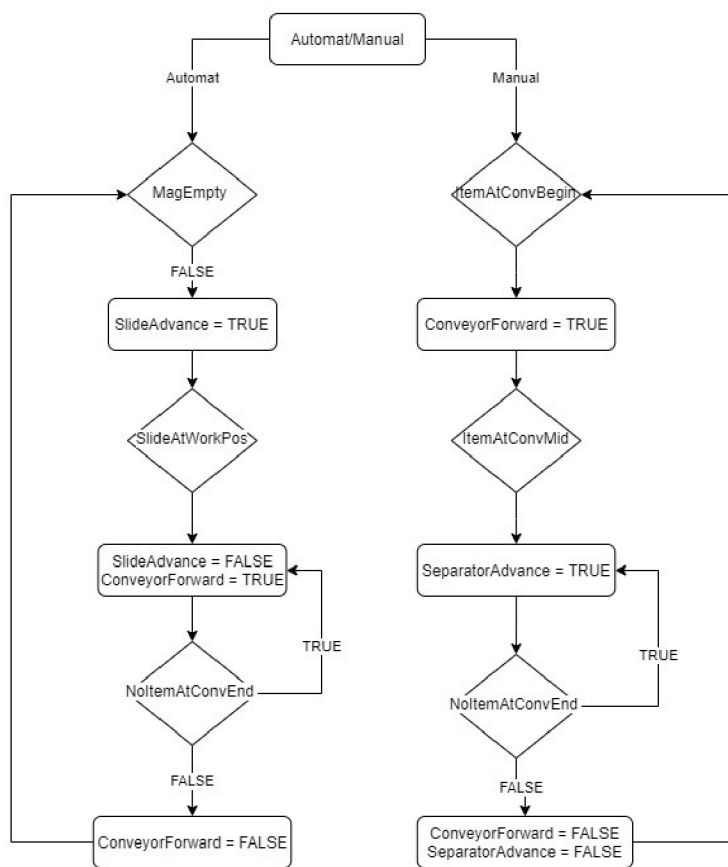 Automat/Manual
Automat
Manual
MagEmpty
ItemAtConvBegin
FALSE
SlideAdvance = TRUE
ConveyorForward = TRUE
SlideAtWorkPos
ItemAtConvMid
SlideAdvance = FALSE
ConveyorForward = TRUE
SeparatorAdvance = TRUE
TRUE
TRUE
NoItemAtConvEnd
NoItemAtConvEnd
FALSE
FALSE
ConveyorForward = FALSE
ConveyorForward = FALSE
SeparatorAdvance = FALSE